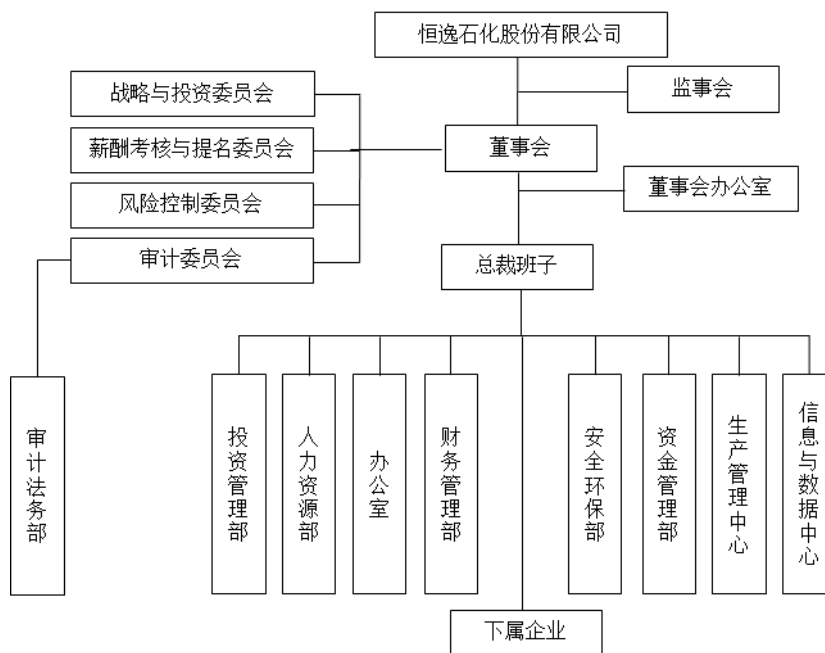 恒逸石化股份有限公司
战略与投资委员会
监事会
薪酬考核与提名委员会
董事会
风险控制委员会
董事会办公室
审计委员会
总裁班子
审计法务部
投资管理部
人力资源部
办公室
财务管理部
安全环保部
资金管理部
生产管理中心
信息与数据中心
下属企业